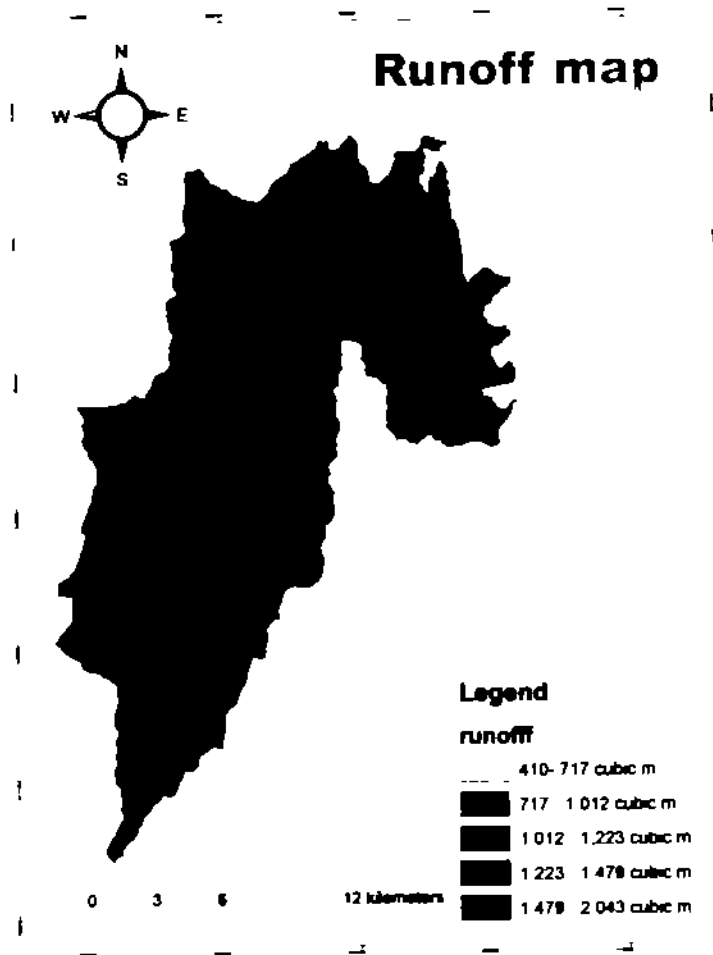 Runoff map
N
W E
S
Legend
runofff
410- 717 cubic m
717 1 012 cubic m
1 012 1,223 cubic m
1 223 1 479 cubic m
1 479 2 043 cubic m
0 3 6 12 kilometers